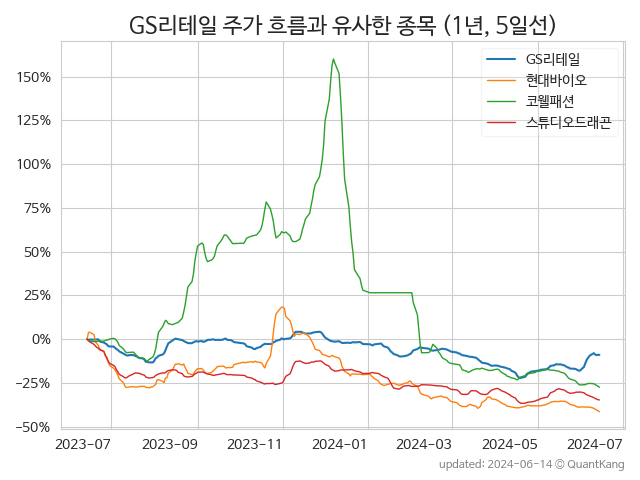 GS리테일 주가 흐름과 유사한 종목 (1년, 5일선)
GS리테일
현대바이오
코웰패션
스튜디오드래곤
150%
125%
100%
75%
50%
25%
0%
−25%
−50%
2023-07 2023-09 2023-11 2024-01 2024-03 2024-05 2024-07
updated: 2024-06-14 © QuantKang